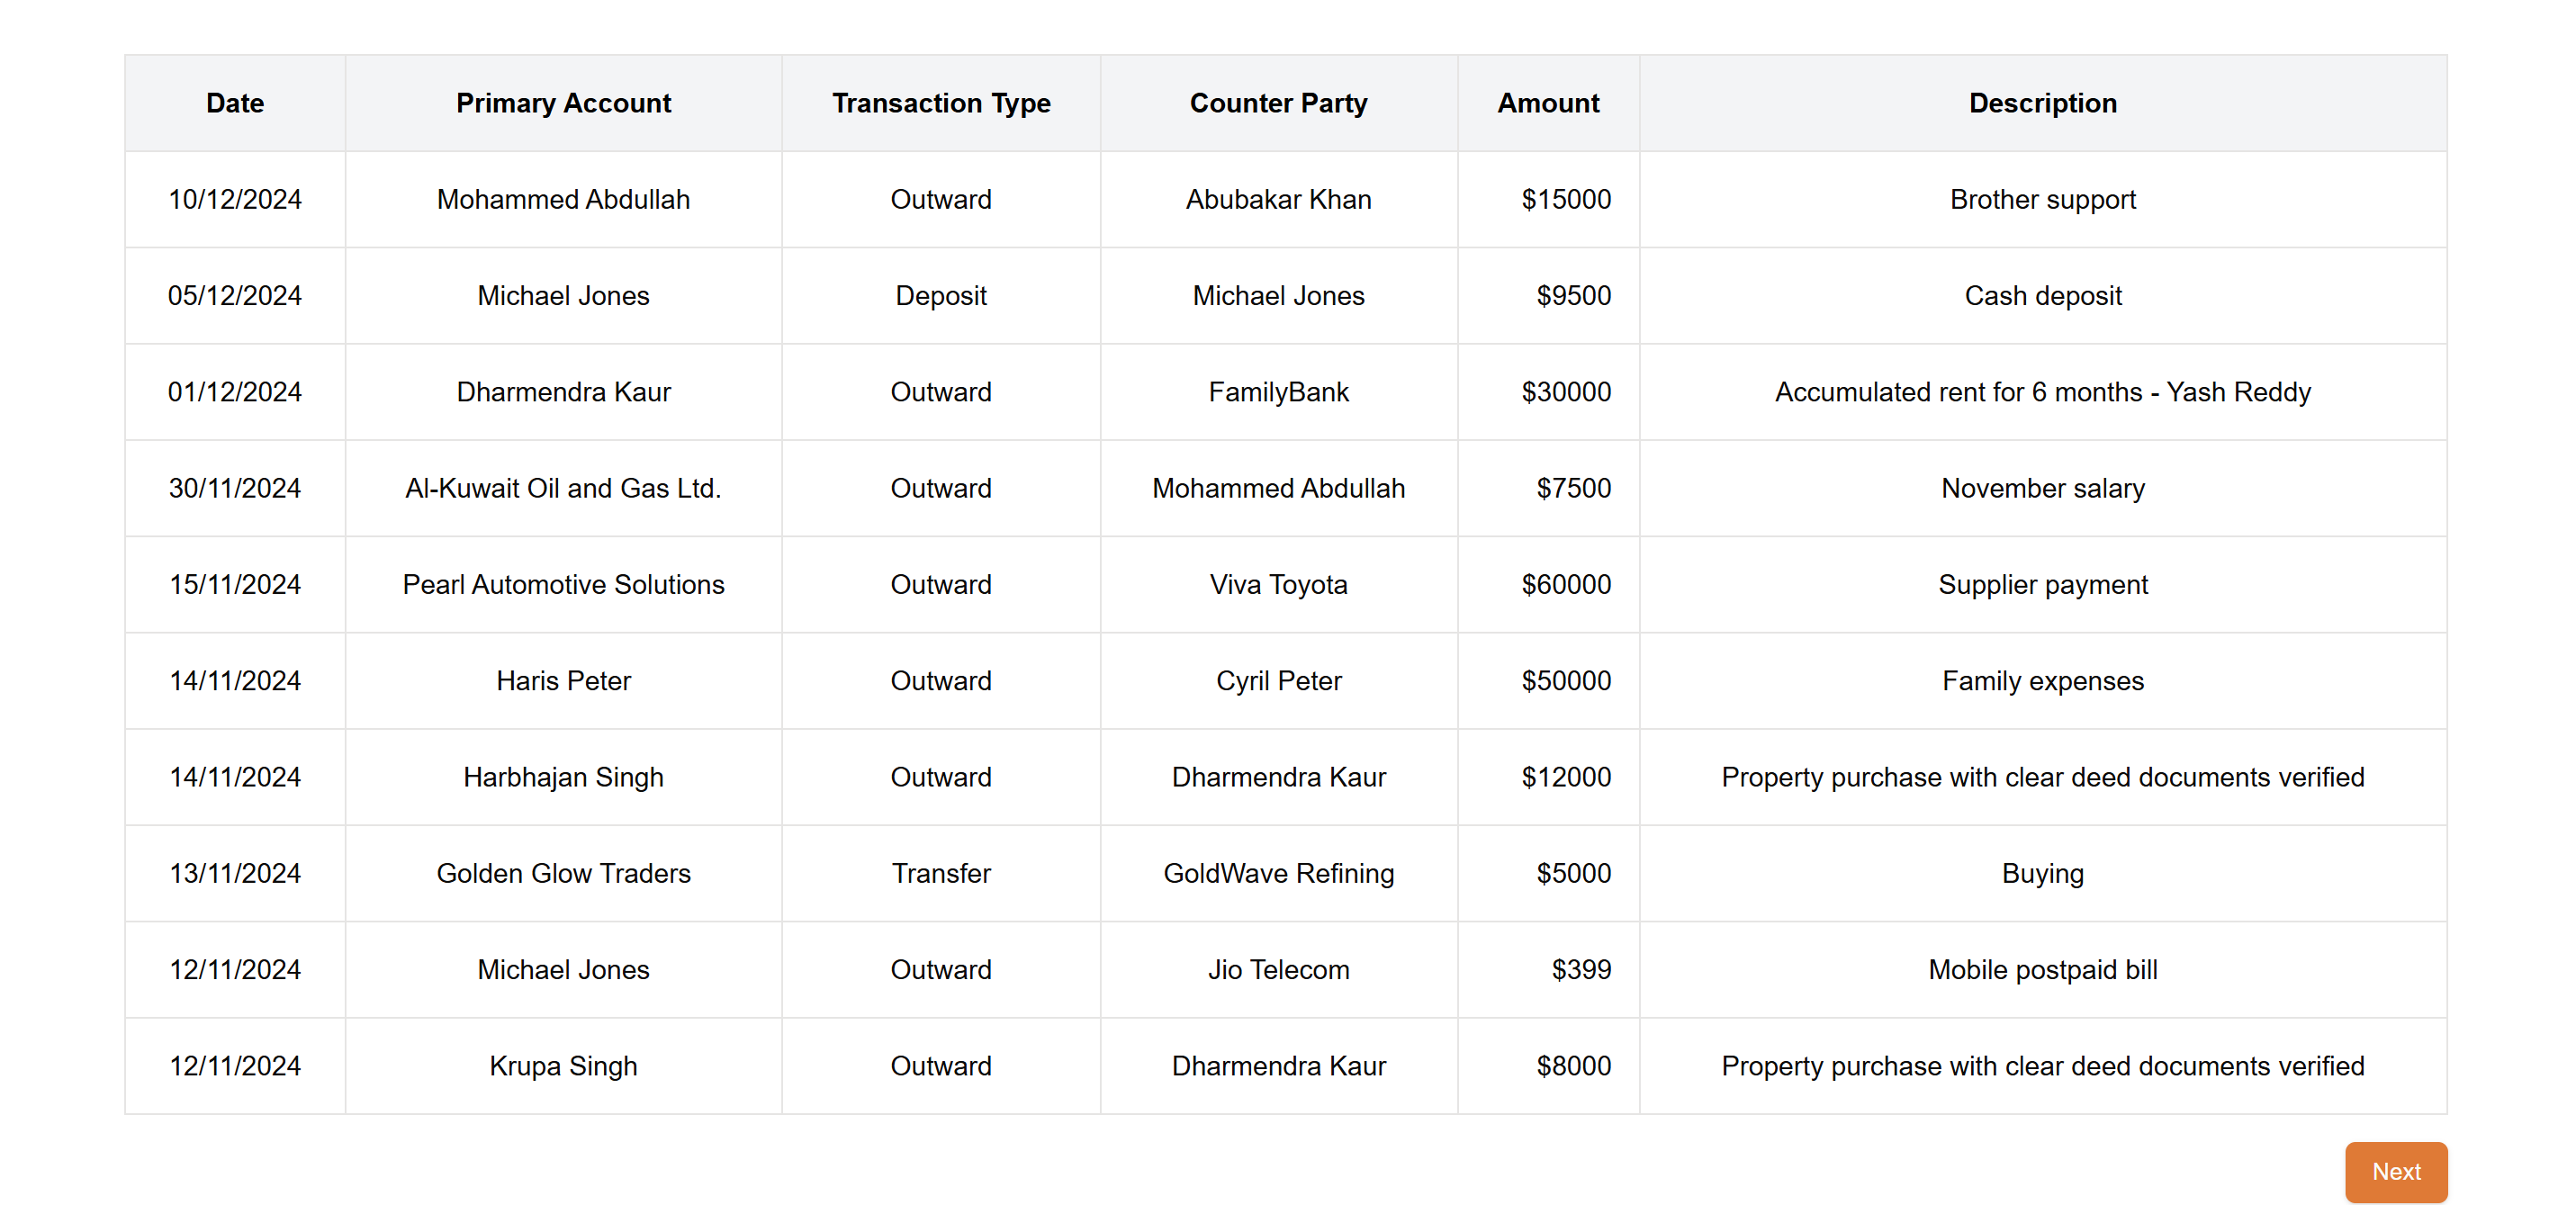 Date Primary Account Transaction Type Counter Party Amount Description
10/12/2024 Mohammed Abdullah Outward Abubakar Khan $15000 Brother support
05/12/2024 Michael Jones Deposit Michael Jones $9500 Cash deposit
01/12/2024 Dharmendra Kaur Outward FamilyBank $30000 Accumulated rent for 6 months - Yash Reddy
30/11/2024 Al-Kuwait Oil and Gas Ltd. Outward Mohammed Abdullah $7500 November salary
15/11/2024 Pearl Automotive Solutions Outward Viva Toyota $60000 Supplier payment
14/11/2024 Haris Peter Outward Cyril Peter $50000 Family expenses
14/11/2024 Harbhajan Singh Outward Dharmendra Kaur $12000 Property purchase with clear deed documents verified
13/11/2024 Golden Glow Traders Transfer GoldWave Refining $5000 Buying
12/11/2024 Michael Jones Outward Jio Telecom $399 Mobile postpaid bill
12/11/2024 Krupa Singh Outward Dharmendra Kaur $8000 Property purchase with clear deed documents verified
Next